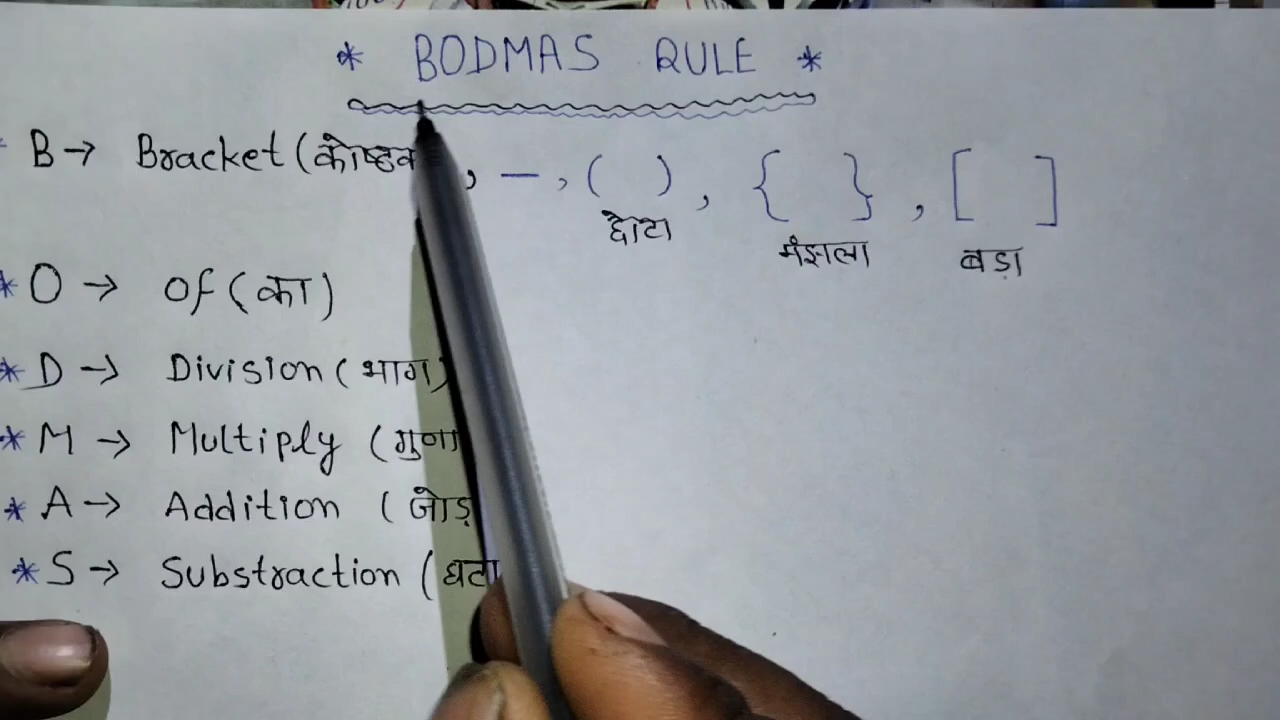 * BODMAS RULE *
B→ Bracket (कोष्ठक , — , ( ) , { } , [ ]
छोटा मंझला बड़ा
* O → of (का)
* D → Division (भाग)
* M → Multiply (गुणा
* A → Addition (जोड़
* S → Substraction (घटा